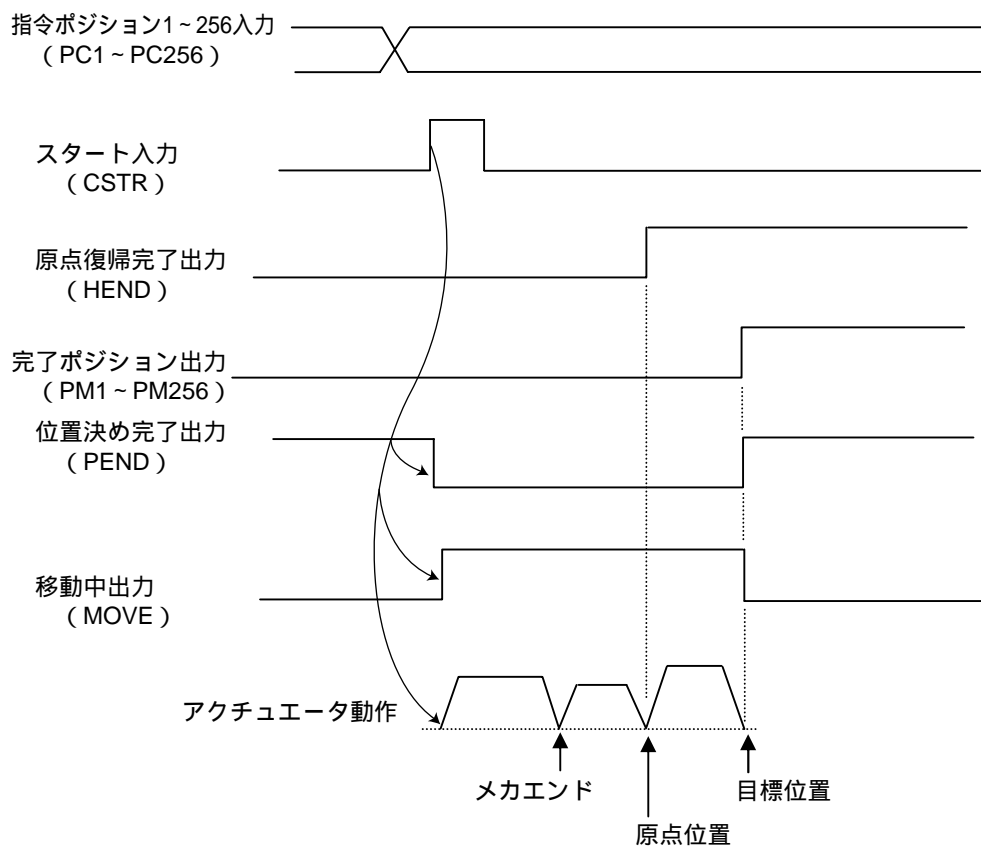 指令ポジション1~256入力
(PC1~PC256)
スタート入力
(CSTR)
原点復帰完了出力
(HEND)
完了ポジション出力
(PM1~PM256)
位置決め完了出力
(PEND)
移動中出力
(MOVE)
アクチュエータ動作
メカエンド
目標位置
原点位置